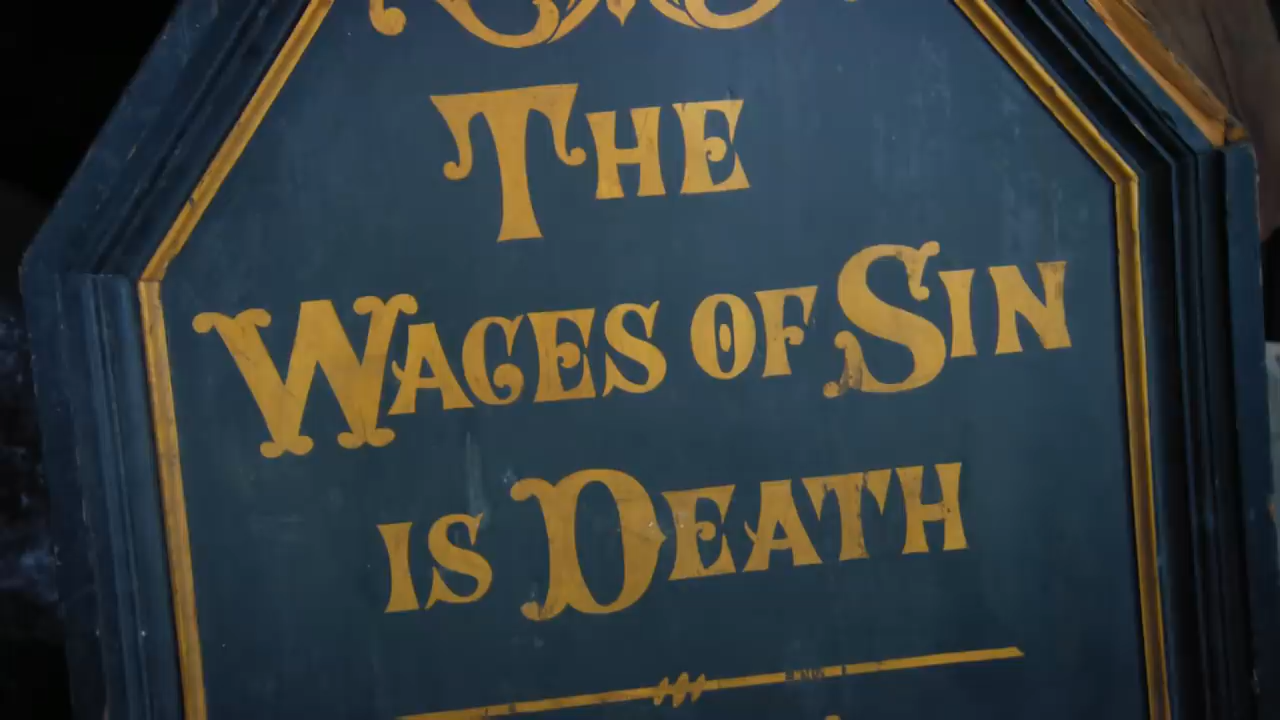 The
Wages of Sin
is Death